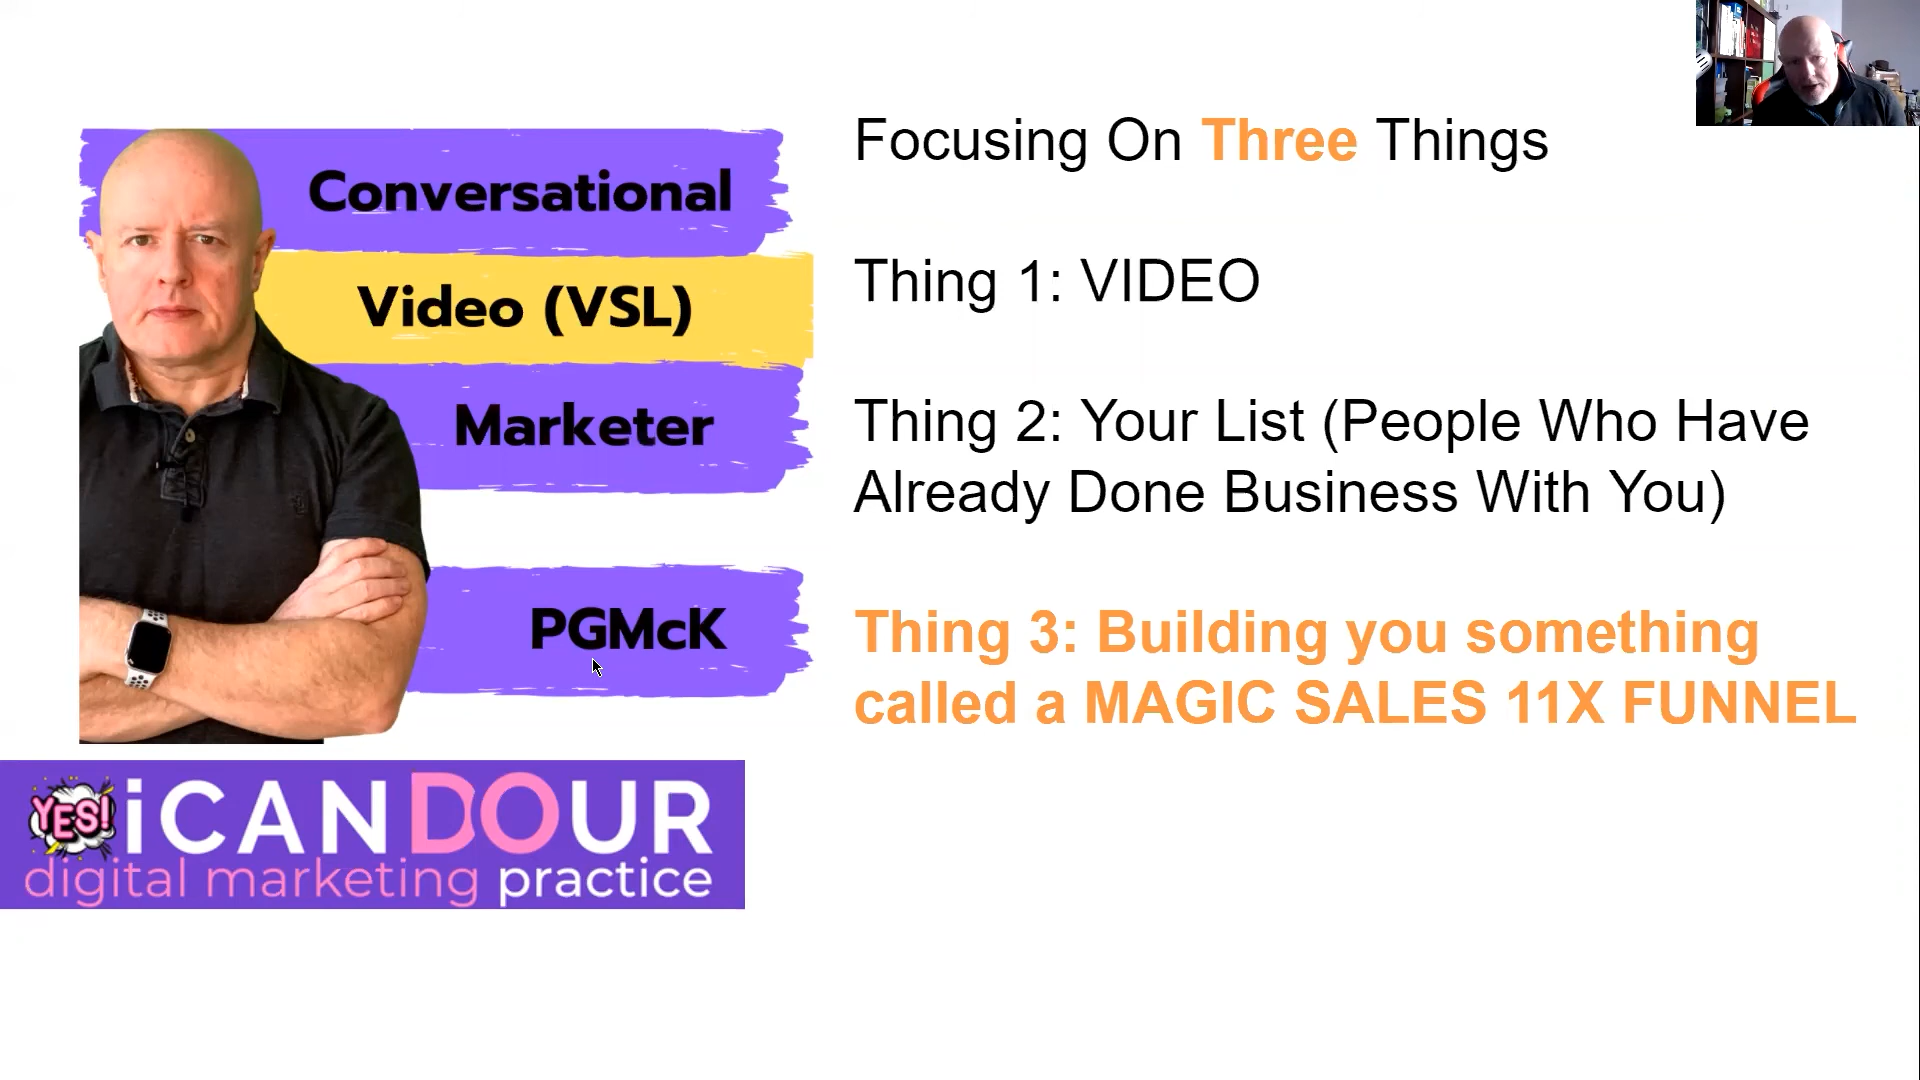 Conversational
Video (VSL)
Marketer
PGMcK
YES!
iCANDOUR
digital marketing practice
Focusing On Three Things
Thing 1: VIDEO
Thing 2: Your List (People Who Have
Already Done Business With You)
Thing 3: Building you something
called a MAGIC SALES 11X FUNNEL